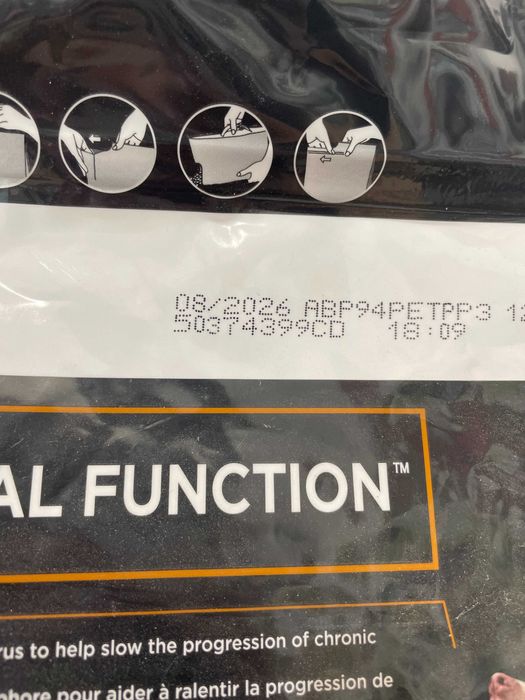 08/2026 ABP94PETPP3 12
50374399CD 18:09
AL FUNCTION™
rus to help slow the progression of chronic
phore pour aider à ralentir la progression de